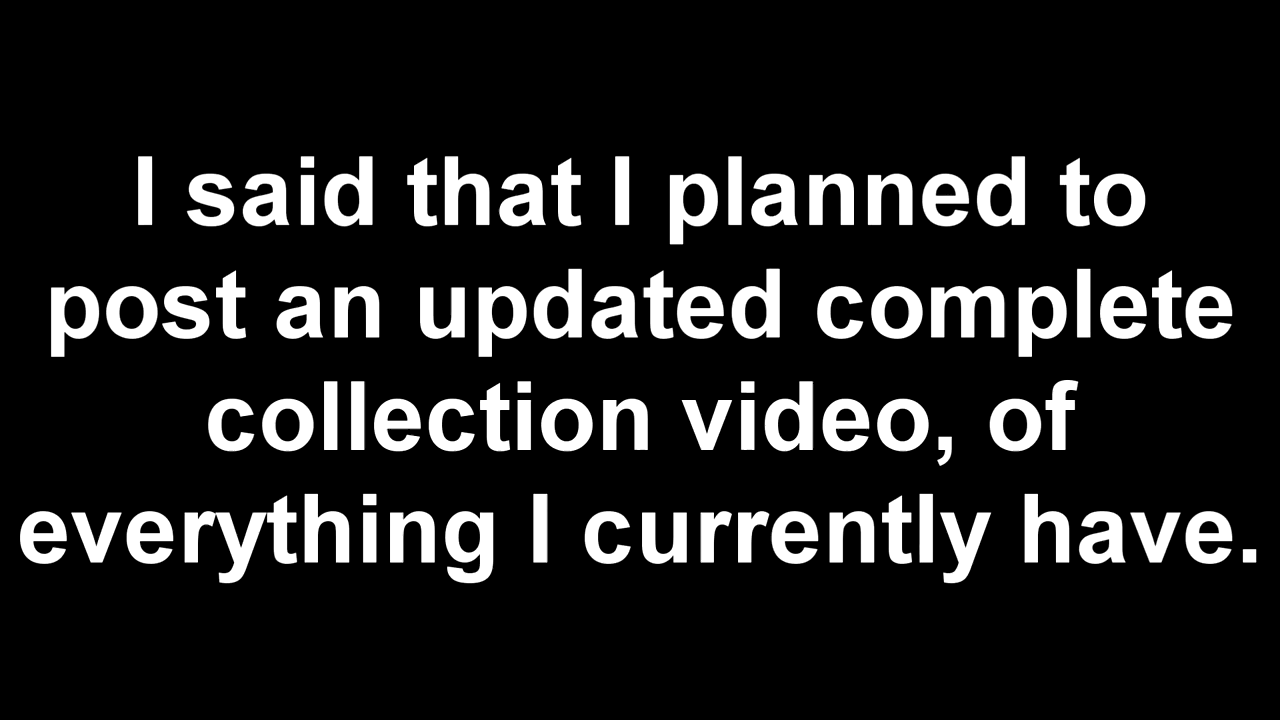 I said that I planned to
post an updated complete
collection video, of
everything I currently have.